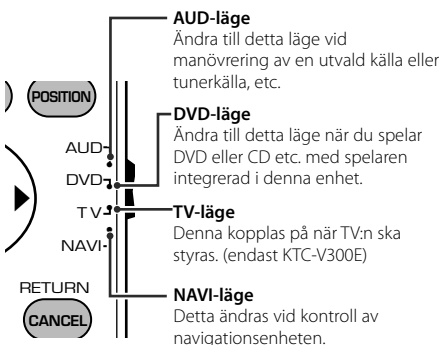 AUD-läge
Ändra till detta läge vid
manövrering av en utvald källa eller
tunerkälla, etc.
DVD-läge
Ändra till detta läge när du spelar
DVD eller CD etc. med spelaren
integrerad i denna enhet.
TV-läge
Denna kopplas på när TV:n ska
styras. (endast KTC-V300E)
NAVI-läge
Detta ändras vid kontroll av
navigationsenheten.
POSITION
AUD
DVD
TV
NAVI
RETURN
CANCEL